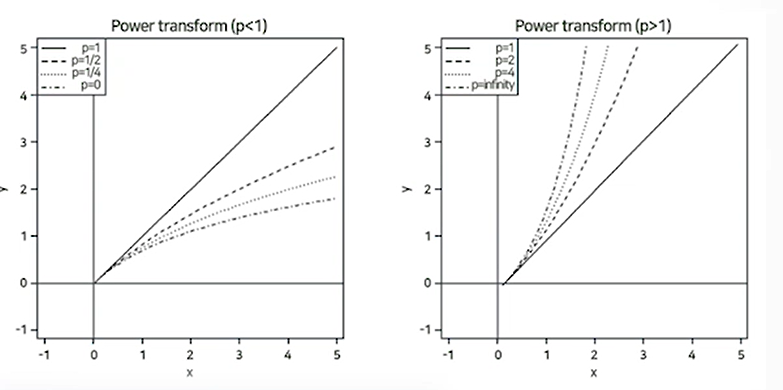 Power transform (p<1)
p=1
p=1/2
p=1/4
p=0
5
4
3
2
1
0
-1
y
-1 0 1 2 3 4 5
x
Power transform (p>1)
p=1
p=2
p=4
p=infinity
5
4
3
2
1
0
-1
y
-1 0 1 2 3 4 5
x